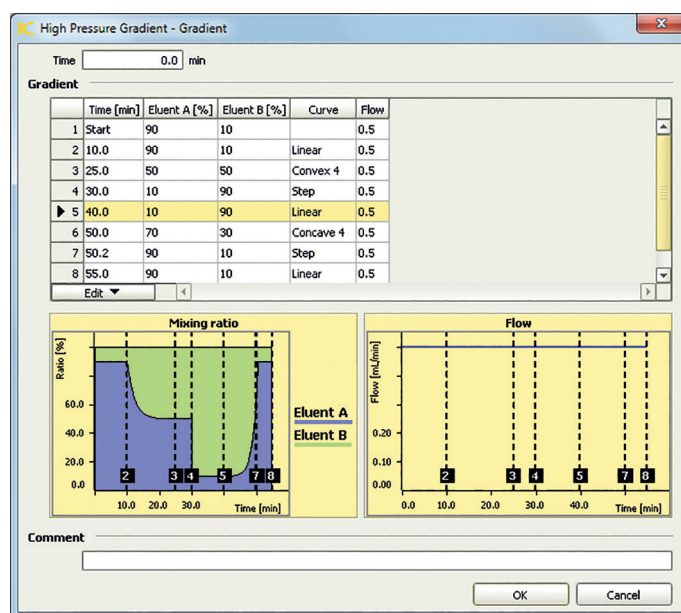 High Pressure Gradient - Gradient
Time 0.0 min
Gradient
Time [min] Eluent A [%] Eluent B [%] Curve Flow
1 Start 90 10 0.5
2 10.0 90 10 Linear 0.5
3 25.0 50 50 Convex 4 0.5
4 30.0 10 90 Step 0.5
5 40.0 10 90 Linear 0.5
6 50.0 70 30 Concave 4 0.5
7 50.2 90 10 Step 0.5
8 55.0 90 10 Linear 0.5
Edit
Mixing ratio
Ratio [%]
60.0
40.0
20.0
0.0
2 3 4 5 7 8
10.0 20.0 30.0 Time [min]
Eluent A
Eluent B
Flow
Flow [mL/min]
0.20
0.10
0.00
2 3 4 5 7 8
0.0 10.0 20.0 30.0 40.0 Time [min]
Comment
OK Cancel